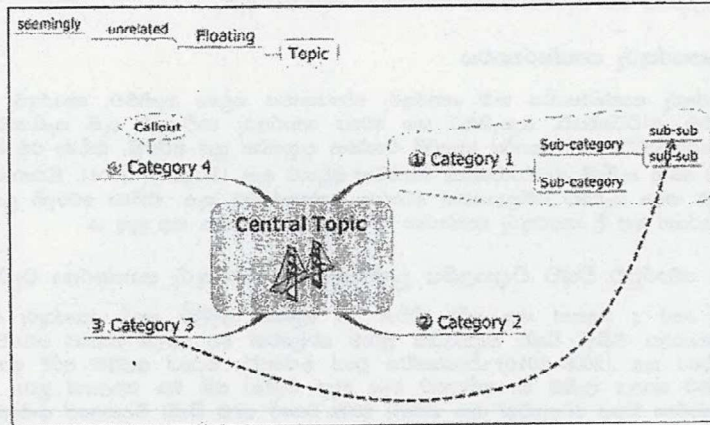 seemingly
unrelated
Floating
Topic
Callout
④ Category 4
① Category 1
Sub-category
sub-sub
sub-sub
Sub-category
Central Topic
③ Category 3
② Category 2